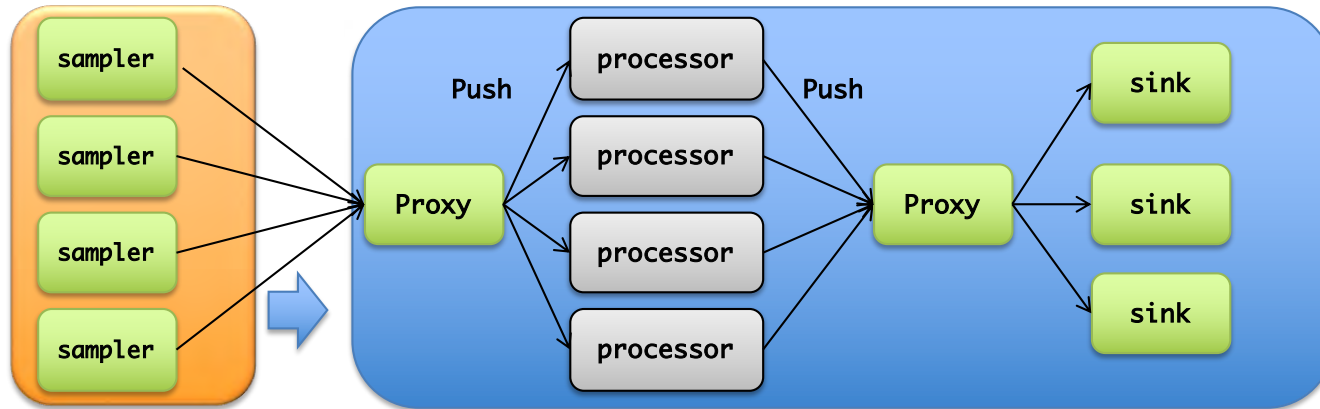 sampler
sampler
sampler
sampler
Proxy
Push
processor
processor
processor
processor
Push
Proxy
sink
sink
sink